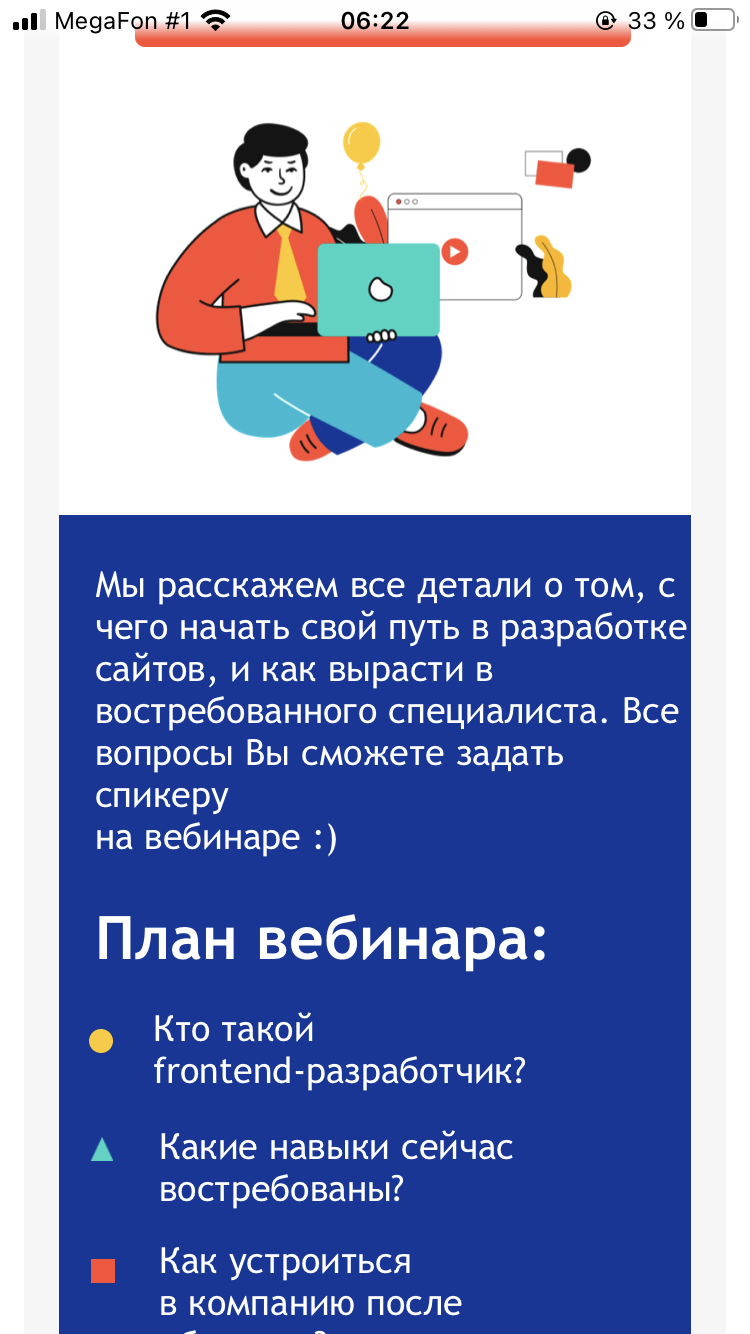 MegaFon #1 06:22 33 %
Мы расскажем все детали о том, с
чего начать свой путь в разработке
сайтов, и как вырасти в
востребованного специалиста. Все
вопросы Вы сможете задать
спикеру
на вебинаре :)
План вебинара:
Кто такой
frontend-разработчик?
Какие навыки сейчас
востребованы?
Как устроиться
в компанию после